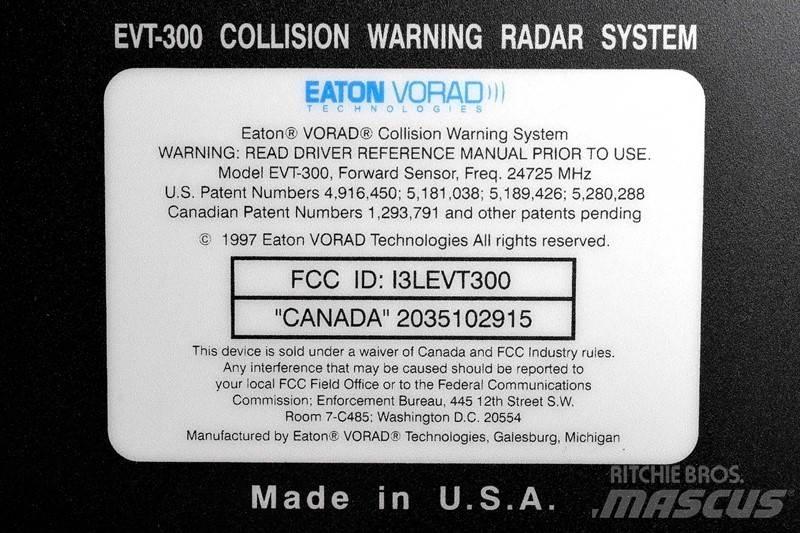 EVT-300 COLLISION WARNING RADAR SYSTEM
EATON VORAD
TECHNOLOGIES
Eaton® VORAD® Collision Warning System
WARNING: READ DRIVER REFERENCE MANUAL PRIOR TO USE.
Model EVT-300, Forward Sensor, Freq. 24725 MHz
U.S. Patent Numbers 4,916,450; 5,181,038; 5,189,426; 5,280,288
Canadian Patent Numbers 1,293,791 and other patents pending
© 1997 Eaton VORAD Technologies All rights reserved.
FCC ID: I3LEVT300
"CANADA" 2035102915
This device is sold under a waiver of Canada and FCC Industry rules.
Any interference that may be caused should be reported to
your local FCC Field Office or to the Federal Communications
Commission; Enforcement Bureau, 445 12th Street S.W.
Room 7-C485; Washington D.C. 20554
Manufactured by Eaton® VORAD® Technologies, Galesburg, Michigan
Made in U.S.A.
RITCHIE BROS.
MASCUS